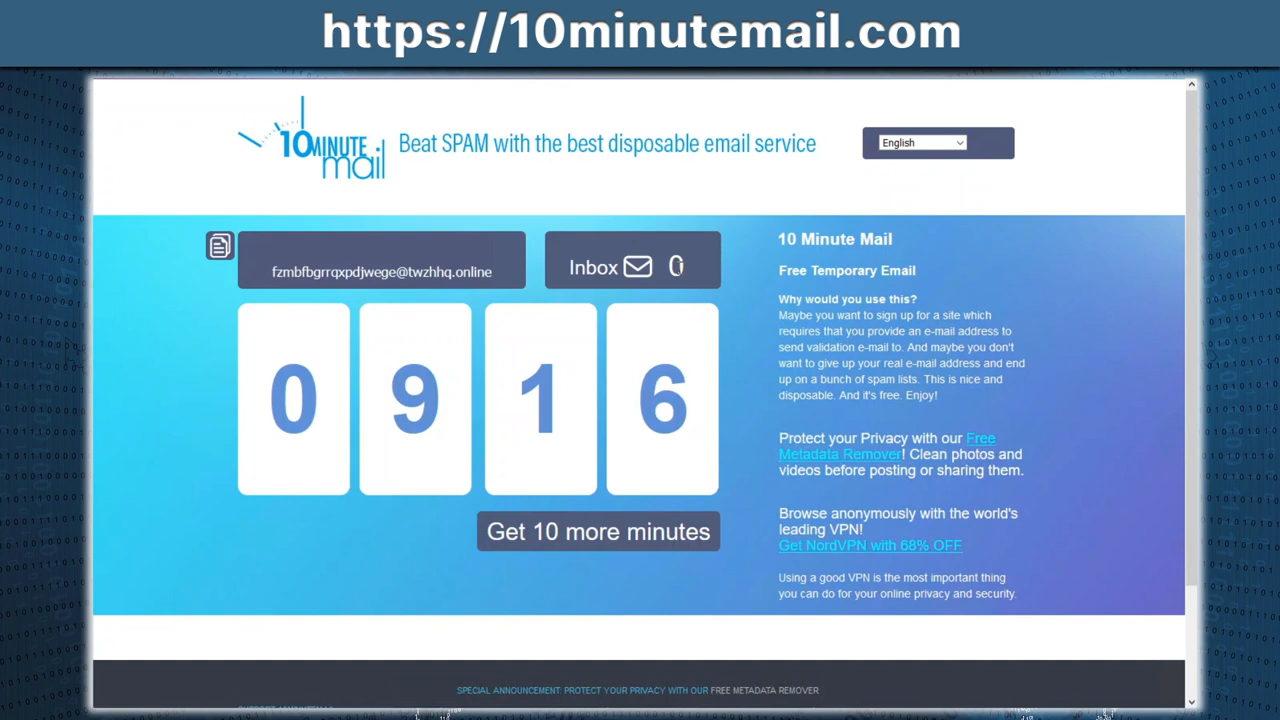 https://10minutemail.com
10MINUTE
mail
Beat SPAM with the best disposable email service
English
fzmbfbgrrqxpdjwege@twzhhq.online
Inbox 0
0 9 1 6
Get 10 more minutes
10 Minute Mail
Free Temporary Email
Why would you use this?
Maybe you want to sign up for a site which
requires that you provide an e-mail address to
send validation e-mail to. And maybe you don't
want to give up your real e-mail address and end
up on a bunch of spam lists. This is nice and
disposable. And it's free. Enjoy!
Protect your Privacy with our Free
Metadata Remover! Clean photos and
videos before posting or sharing them.
Browse anonymously with the world's
leading VPN!
Get NordVPN with 68% OFF
Using a good VPN is the most important thing
you can do for your online privacy and security.
SPECIAL ANNOUNCEMENT: PROTECT YOUR PRIVACY WITH OUR FREE METADATA REMOVER